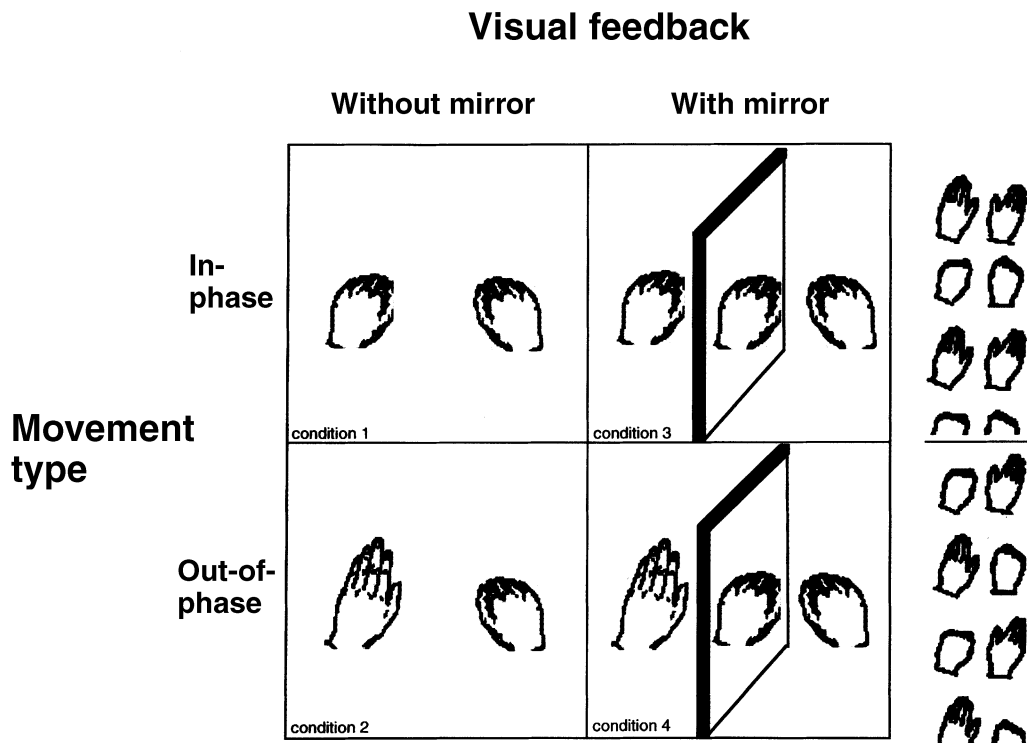 Visual feedback
Without mirror
With mirror
In-
phase
condition 1
condition 3
Movement
type
Out-of-
phase
condition 2
condition 4